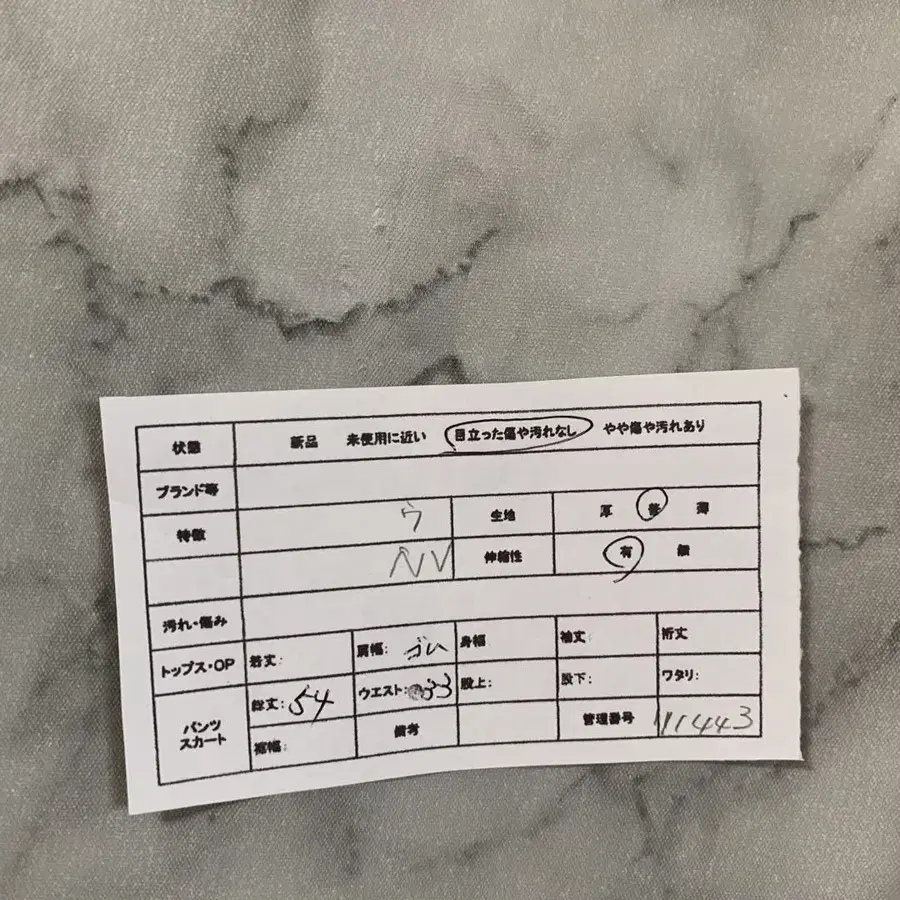 状態 新品 未使用に近い 目立った傷や汚れなし やや傷や汚れあり
ブランド等
特徴 ウ 生地 厚 普 薄
NV 伸縮性 有 無
汚れ・傷み
トップス・OP 着丈: 肩幅: ゴム 身幅 袖丈: 裄丈
パンツ スカート 総丈: 54 ウエスト: 33 股上: 股下: ワタリ:
裾幅: 備考 管理番号 111443